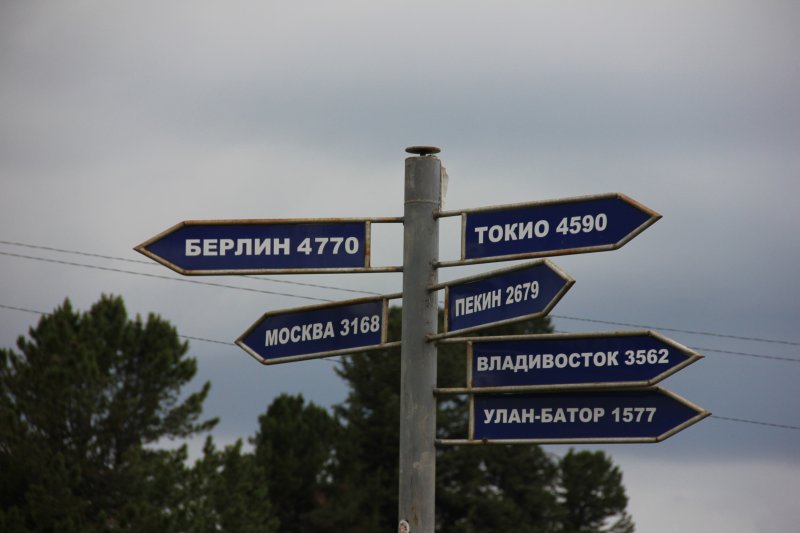 БЕРЛИН 4770
ТОКИО 4590
ПЕКИН 2679
МОСКВА 3168
ВЛАДИВОСТОК 3562
УЛАН-БАТОР 1577